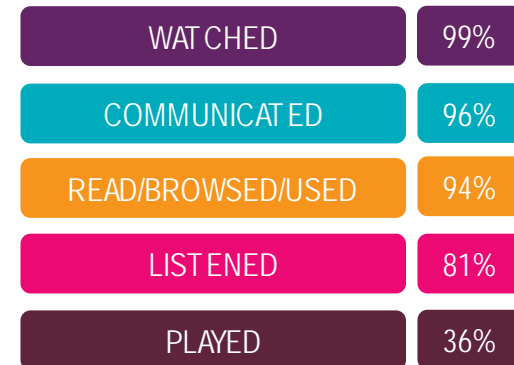 WATCHED 99%
COMMUNICATED 96%
READ/BROWSED/USED 94%
LISTENED 81%
PLAYED 36%